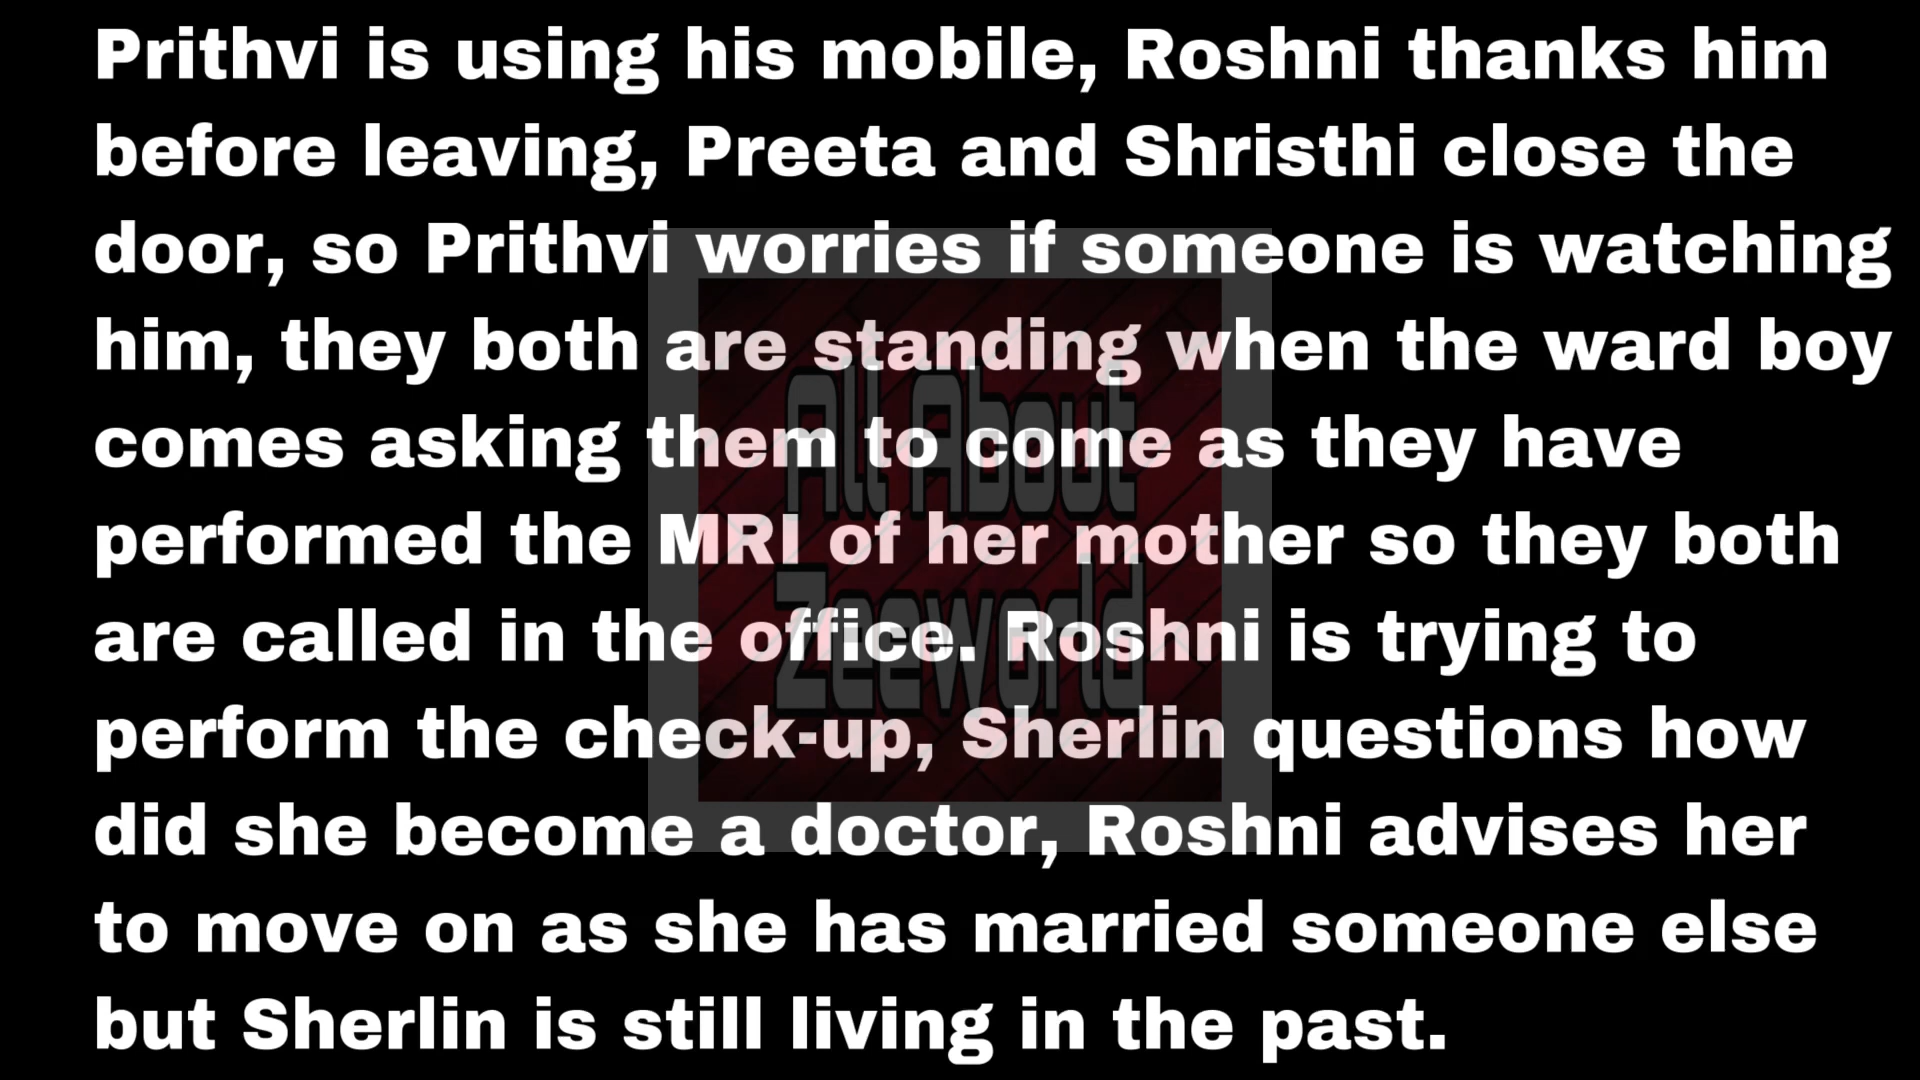 Prithvi is using his mobile, Roshni thanks him
before leaving, Preeta and Shristhi close the
door, so Prithvi worries if someone is watching
him, they both are standing when the ward boy
comes asking them to come as they have
performed the MRI of her mother so they both
are called in the office. Roshni is trying to
perform the check-up, Sherlin questions how
did she become a doctor, Roshni advises her
to move on as she has married someone else
but Sherlin is still living in the past.
All About
Zeeworld